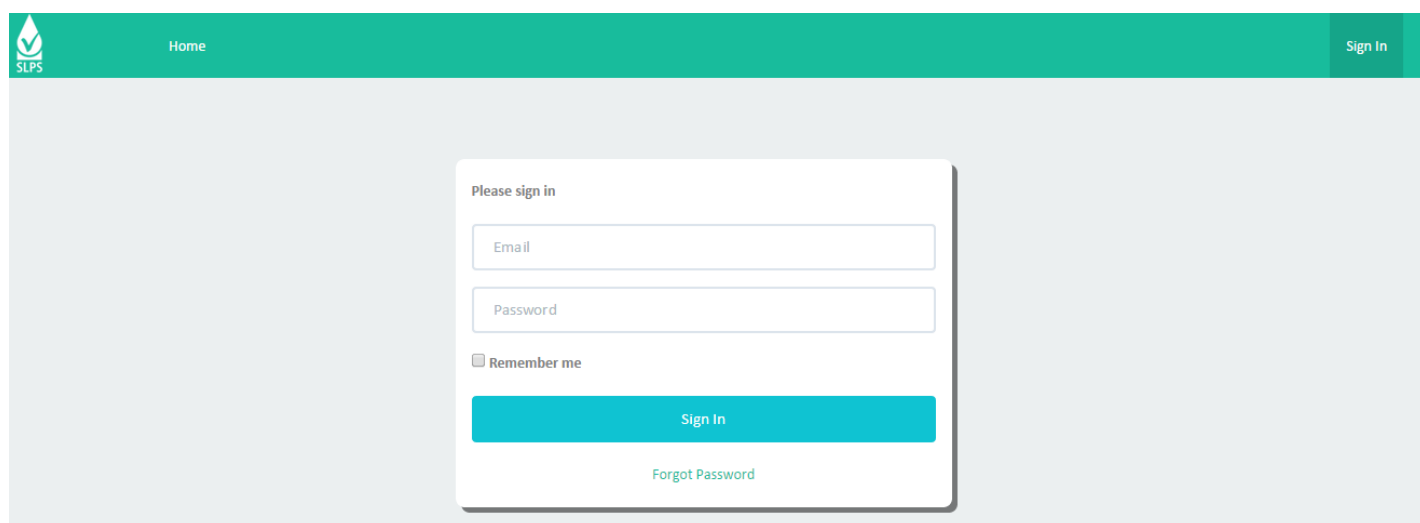 SLPS
Home
Sign In
Please sign in
Email
Password
Remember me
Sign In
Forgot Password